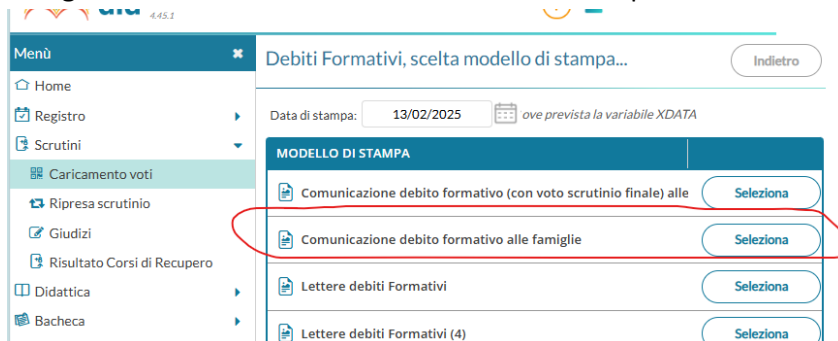 4.45.1
Menù
Debiti Formativi, scelta modello di stampa...
Indietro
Home
Registro
Data di stampa: 13/02/2025 ove prevista la variabile XDATA
Scrutini
MODELLO DI STAMPA
Caricamento voti
Comunicazione debito formativo (con voto scrutinio finale) alle Seleziona
Ripresa scrutinio
Giudizi
Comunicazione debito formativo alle famiglie Seleziona
Risultato Corsi di Recupero
Didattica
Lettere debiti Formativi Seleziona
Bacheca
Lettere debiti Formativi (4) Seleziona